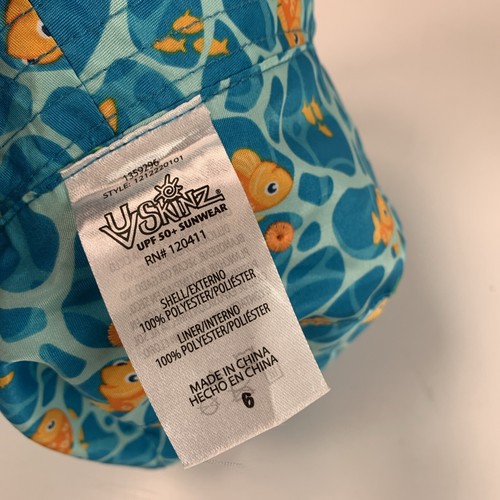 1359296
STYLE: 1212220101
UV SKINZ
UPF 50+ SUNWEAR
RN# 120411
SHELL/EXTERNO
100% POLYESTER/POLIÉSTER
LINER/INTERNO
100% POLYESTER/POLIÉSTER
MADE IN CHINA
HECHO EN CHINA
6